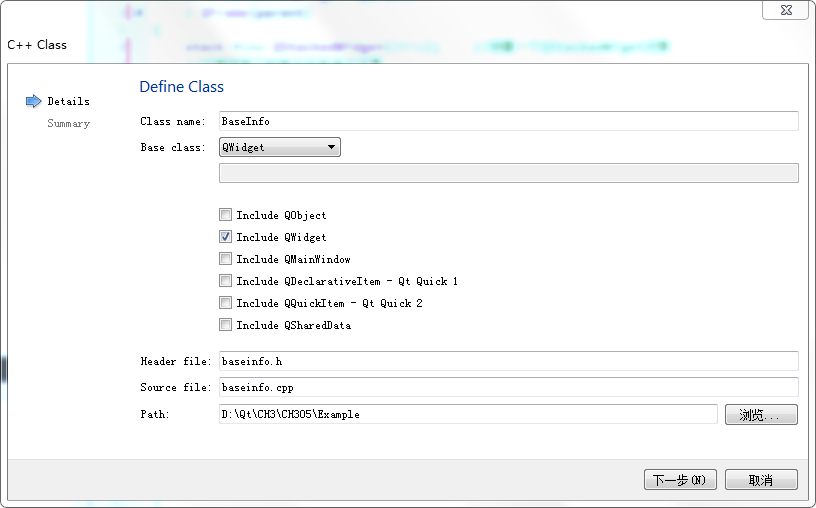 C++ Class
Define Class
Details
Summary
Class name: BaseInfo
Base class: QWidget
Include QObject
Include QWidget
Include QMainWindow
Include QDeclarativeItem - Qt Quick 1
Include QQuickItem - Qt Quick 2
Include QSharedData
Header file: baseinfo.h
Source file: baseinfo.cpp
Path: D:\Qt\CH3\CH305\Example 浏览...
下一步(N) 取消